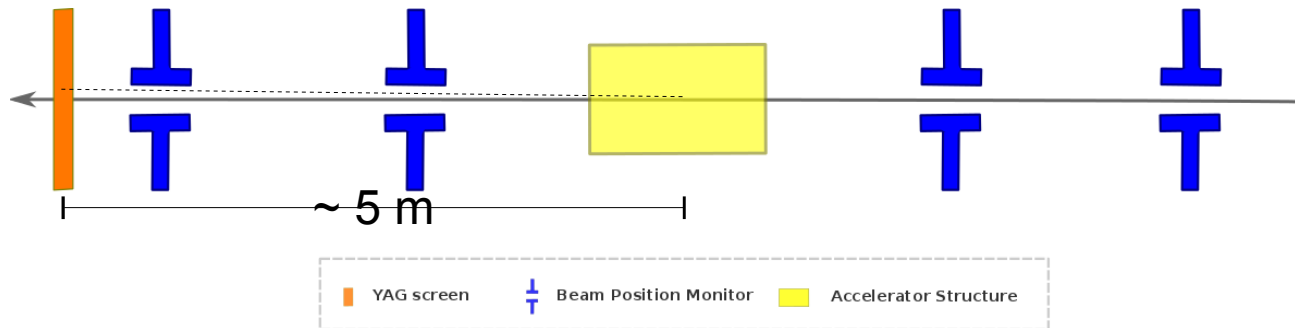 ~ 5 m
YAG screen
Beam Position Monitor
Accelerator Structure